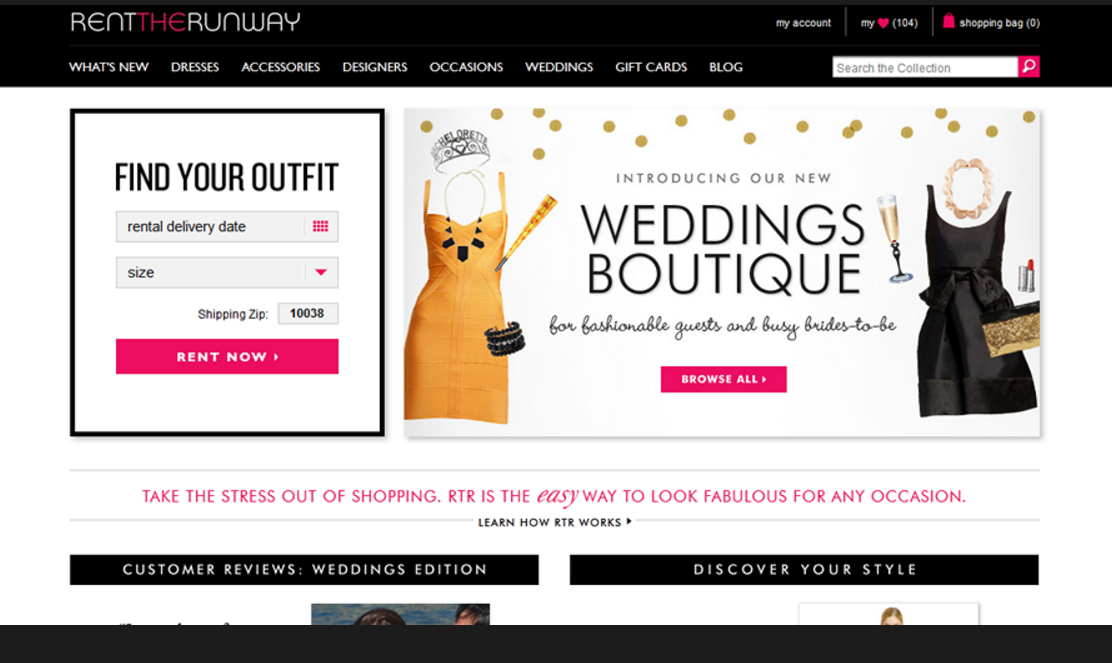 RENTTHERUNWAY
my account
my (104)
shopping bag (0)
WHAT'S NEW DRESSES ACCESSORIES DESIGNERS OCCASIONS WEDDINGS GIFT CARDS BLOG
Search the Collection
FIND YOUR OUTFIT
rental delivery date
size
Shipping Zip: 10038
RENT NOW
BACHELORETTE
INTRODUCING OUR NEW
WEDDINGS
BOUTIQUE
for fashionable guests and busy brides-to-be
BROWSE ALL
TAKE THE STRESS OUT OF SHOPPING. RTR IS THE easy WAY TO LOOK FABULOUS FOR ANY OCCASION.
LEARN HOW RTR WORKS
CUSTOMER REVIEWS: WEDDINGS EDITION
DISCOVER YOUR STYLE